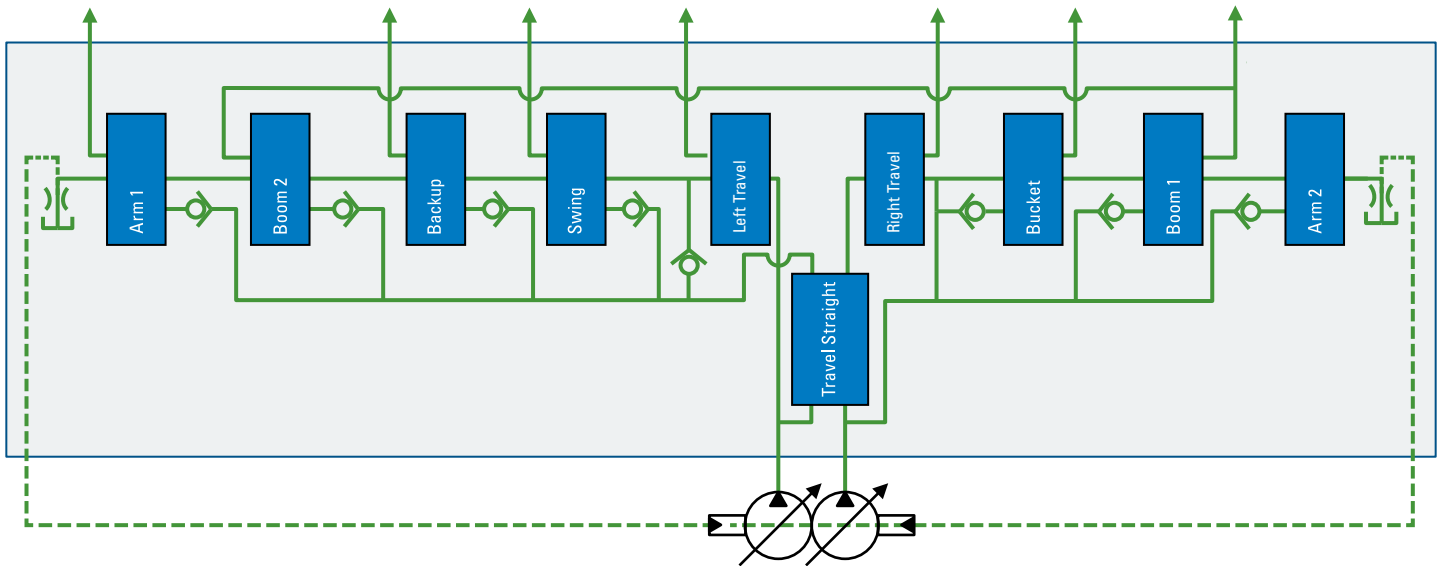 Arm 1
Boom 2
Backup
Swing
Left Travel
Right Travel
Bucket
Boom 1
Arm 2
Travel Straight